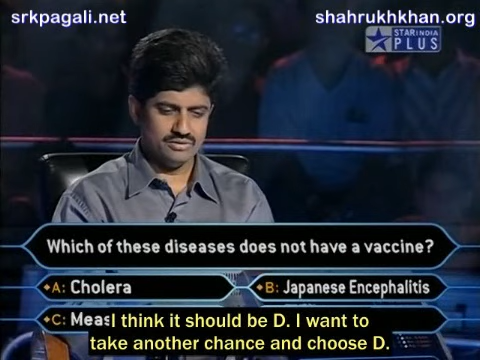 srkpagali.net
shahrukhkhan.org
STAR INDIA
PLUS
Which of these diseases does not have a vaccine?
A: Cholera
B: Japanese Encephalitis
C: Meas
I think it should be D. I want to
take another chance and choose D.